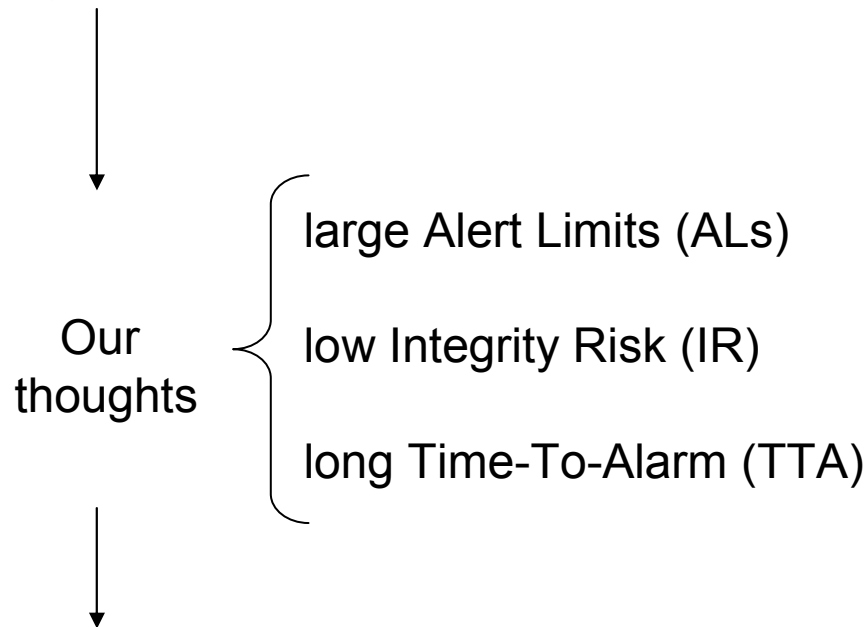 Our
thoughts
large Alert Limits (ALs)
low Integrity Risk (IR)
long Time-To-Alarm (TTA)